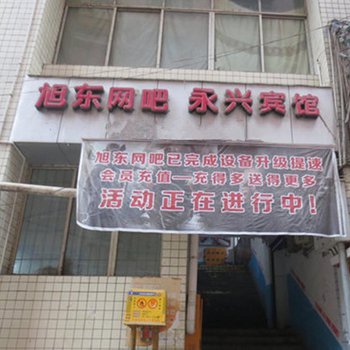 旭东网吧 永兴宾馆
旭东网吧已完成设备升级提速
会员充值—充得多送得更多
活动正在进行中！